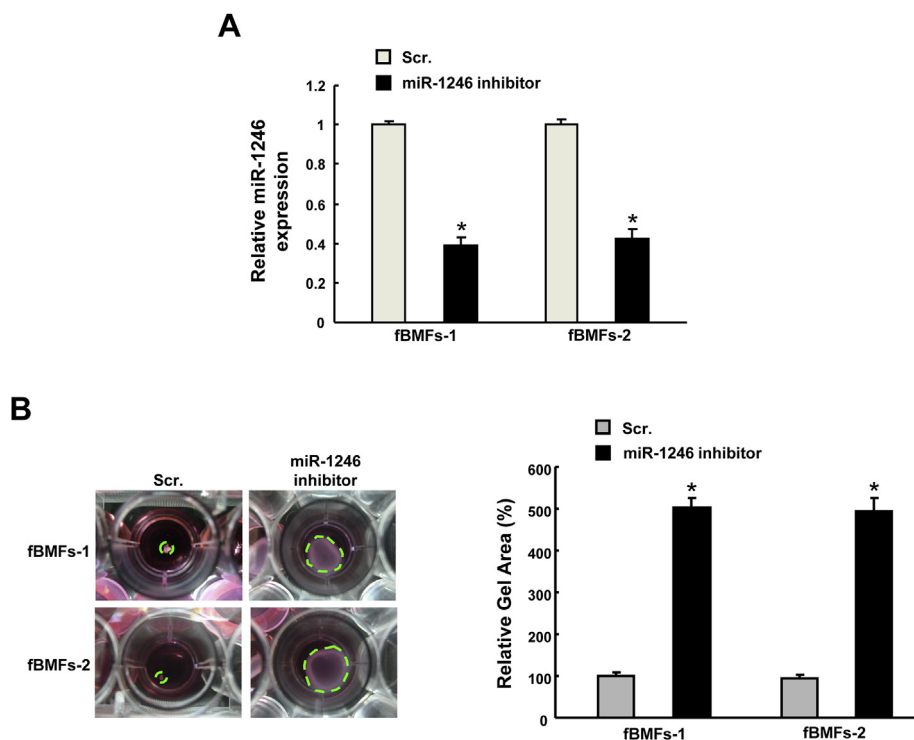 A
Scr.
miR-1246 inhibitor
Relative miR-1246
expression
1.2
1
0.8
0.6
0.4
0.2
0
*
*
fBMFs-1
fBMFs-2
B
Scr.
miR-1246
inhibitor
fBMFs-1
fBMFs-2
Scr.
miR-1246 inhibitor
Relative Gel Area (%)
600
500
400
300
200
100
0
*
*
fBMFs-1
fBMFs-2